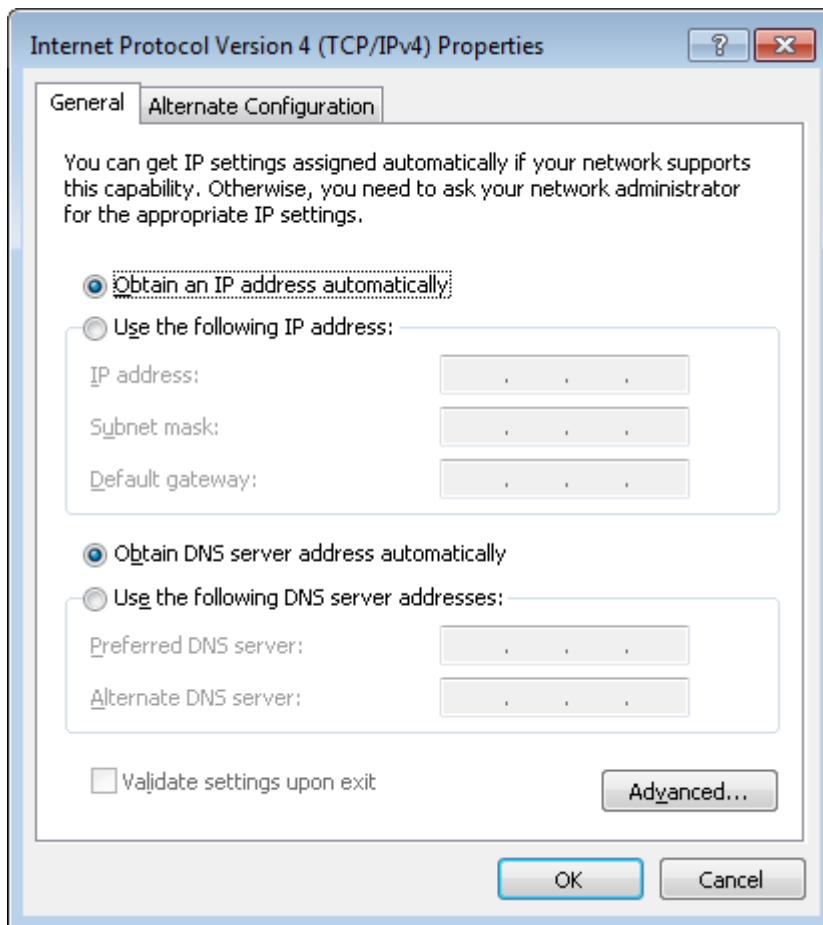 Internet Protocol Version 4 (TCP/IPv4) Properties
?
General
Alternate Configuration
You can get IP settings assigned automatically if your network supports
this capability. Otherwise, you need to ask your network administrator
for the appropriate IP settings.
Obtain an IP address automatically
Use the following IP address:
IP address: . . .
Subnet mask: . . .
Default gateway: . . .
Obtain DNS server address automatically
Use the following DNS server addresses:
Preferred DNS server: . . .
Alternate DNS server: . . .
Validate settings upon exit
Advanced...
OK
Cancel